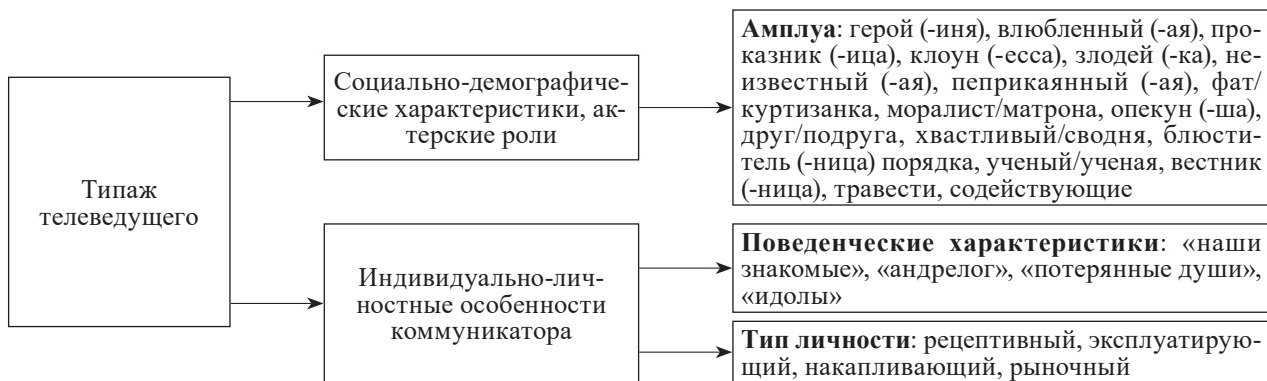 Типаж
телеведущего
Социально-демографиче-
ские характеристики, ак-
терские роли
Амплуа: герой (-иня), влюбленный (-ая), про-
казник (-ица), клоун (-есса), злодей (-ка), не-
известный (-ая), пеприкаянный (-ая), фат/
куртизанка, моралист/матрона, опекун (-ша),
друг/подруга, хвастливый/сводня, блюсти-
тель (-ница) порядка, ученый/ученая, вестник
(-ница), травести, содействующие
Индивидуально-лич-
ностные особенности
коммуникатора
Поведенческие характеристики: «наши
знакомые», «андрелог», «потерянные души»,
«идолы»
Тип личности: рецептивный, эксплуатирую-
щий, накапливающий, рыночный